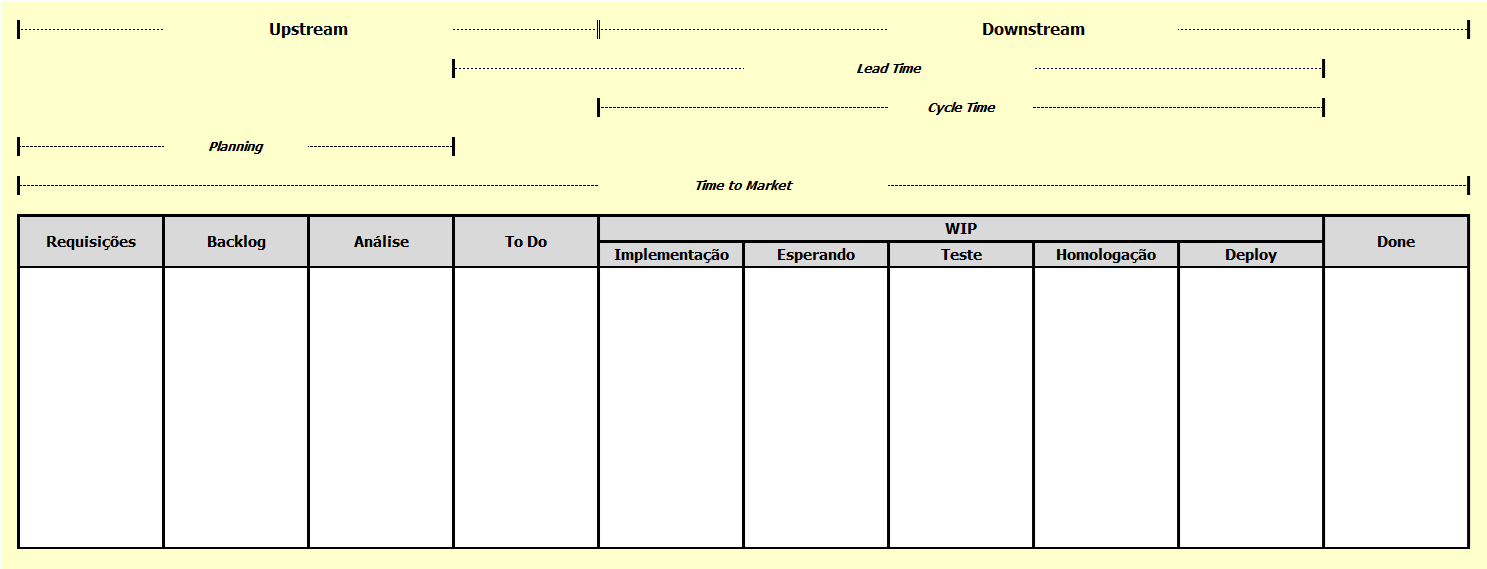 Upstream Downstream
Lead Time
Cycle Time
Planning
Time to Market
Requisições Backlog Análise To Do WIP Done
Implementação Esperando Teste Homologação Deploy